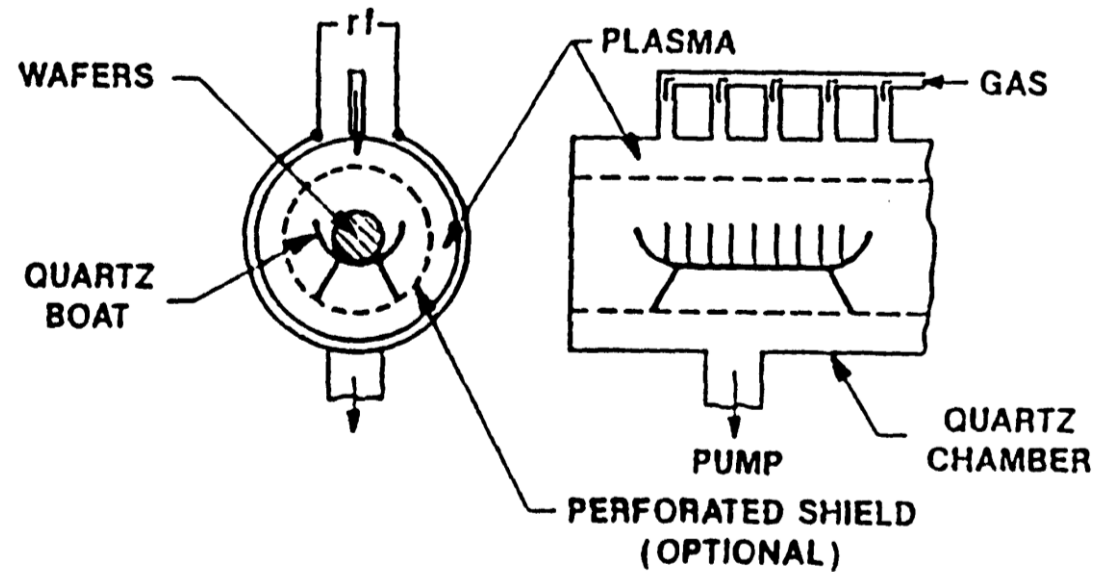 rf
PLASMA
WAFERS
GAS
QUARTZ
BOAT
QUARTZ
CHAMBER
PUMP
PERFORATED SHIELD
(OPTIONAL)